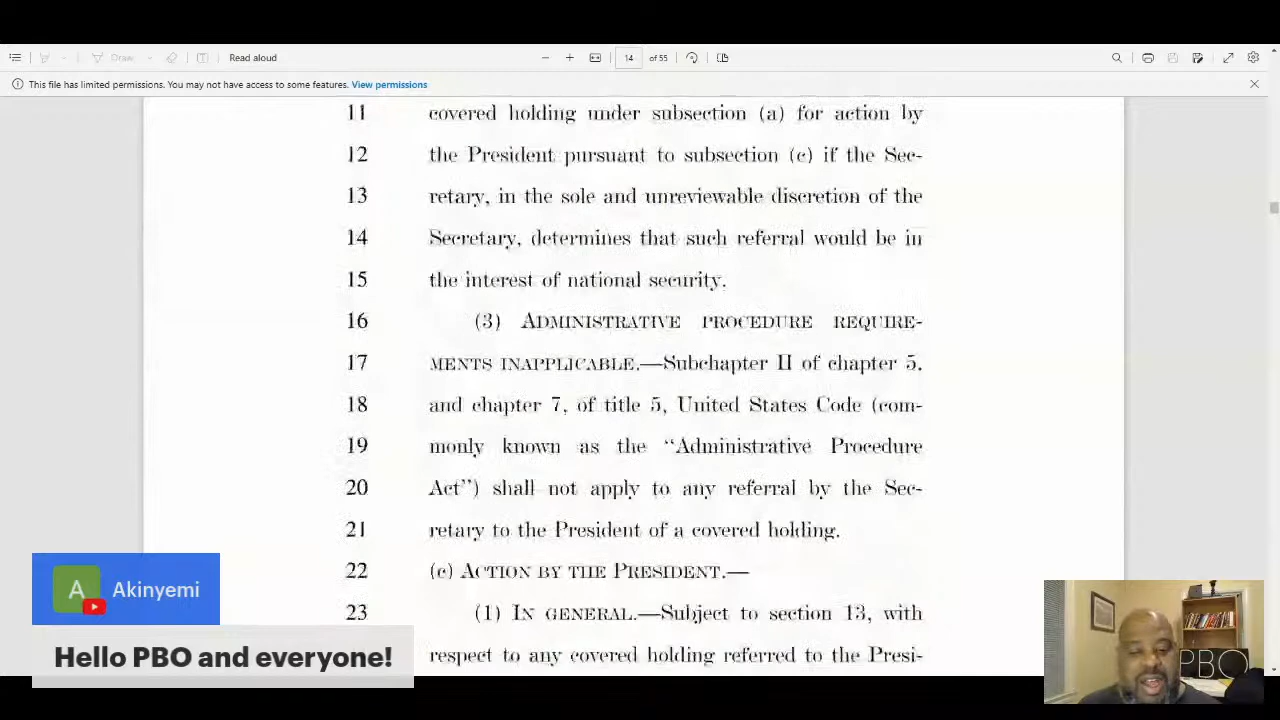 Draw
Read aloud
14 of 55
This file has limited permissions. You may not have access to some features. View permissions
11 covered holding under subsection (a) for action by
12 the President pursuant to subsection (c) if the Sec-
13 retary, in the sole and unreviewable discretion of the
14 Secretary, determines that such referral would be in
15 the interest of national security.
16 (3) ADMINISTRATIVE PROCEDURE REQUIRE-
17 MENTS INAPPLICABLE.—Subchapter II of chapter 5,
18 and chapter 7, of title 5, United States Code (com-
19 monly known as the “Administrative Procedure
20 Act”) shall not apply to any referral by the Sec-
21 retary to the President of a covered holding.
22 (c) ACTION BY THE PRESIDENT.—
23 (1) IN GENERAL.—Subject to section 13, with
respect to any covered holding referred to the Presi-
A Akinyemi
Hello PBO and everyone!
PBO